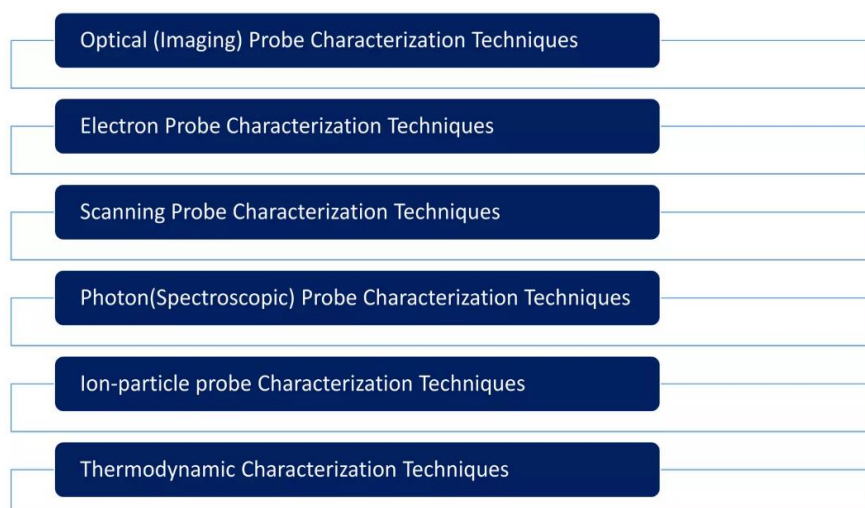 Optical (Imaging) Probe Characterization Techniques
Electron Probe Characterization Techniques
Scanning Probe Characterization Techniques
Photon(Spectroscopic) Probe Characterization Techniques
Ion-particle probe Characterization Techniques
Thermodynamic Characterization Techniques